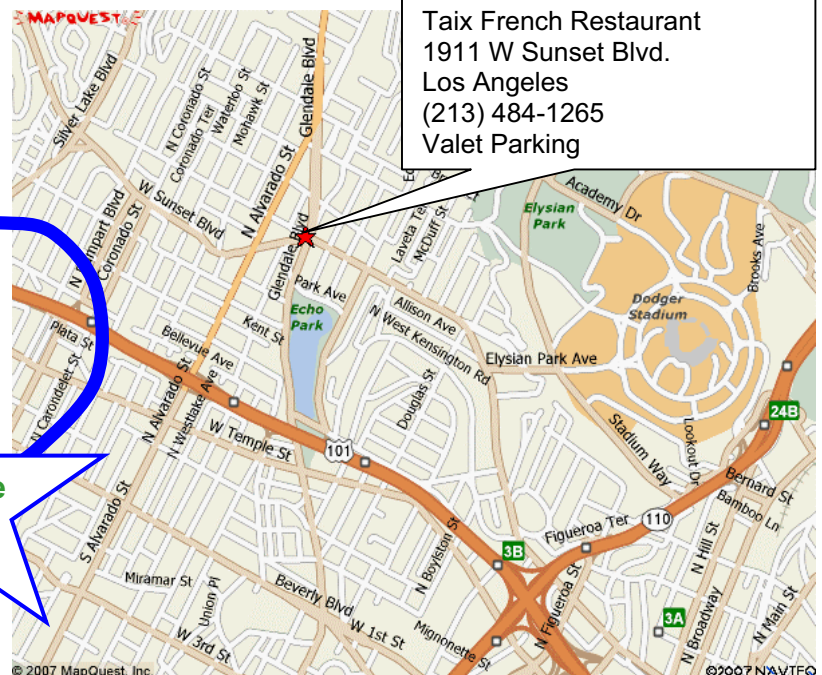 MAPQUEST
Taix French Restaurant
1911 W Sunset Blvd.
Los Angeles
(213) 484-1265
Valet Parking
Silver Lake Blvd
N Coronado St
Coronado Ter
Waterloo St
Mohawk St
Glendale Blvd
N Alvarado St
W Sunset Blvd
Academy Dr
Elysian
Park
Laveta Ter
McDuff St
Brooks Ave
Coronado St
Glendale Blvd
Park Ave
Echo
Park
Allison Ave
Dodger
Stadium
Plata St
Kent St
Bellevue Ave
N West Kensington Rd
Elysian Park Ave
N Carondelet St
N Alvarado St
N Westlake Ave
Douglas St
24B
W Temple St
101
Stadium Way
Lookout Dr
Bernard St
Bamboo Ln
110
S Alvarado St
Figueroa Ter
3B
N Boylston St
N Hill St
Miramar St
Union Pl
Beverly Blvd
W 1st St
N Figueroa St
3A
N Broadway
N Main St
W 3rd St
Mignonette St
© 2007 MapQuest, Inc.
©2007 NAVTEQ